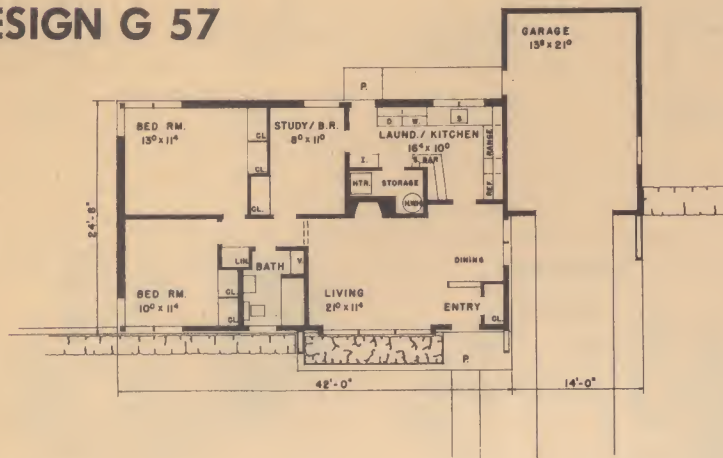 ESIGN G 57
GARAGE
13⁸ x 21⁰
P.
BED RM.
13⁰ x 11⁴
CL.
CL.
CL.
STUDY/B.R.
8⁰ x 11⁰
D. W.
S.
LAUND./KITCHEN
16⁴ x 10⁰
I.
S. BAR
RANGE
REF.
HTR.
STORAGE
24'-8"
LIN.
BATH
V.
DINING
BED RM.
10⁰ x 11⁴
CL.
CL.
LIVING
21⁰ x 11⁴
ENTRY
CL.
P.
42'-0"
14'-0"